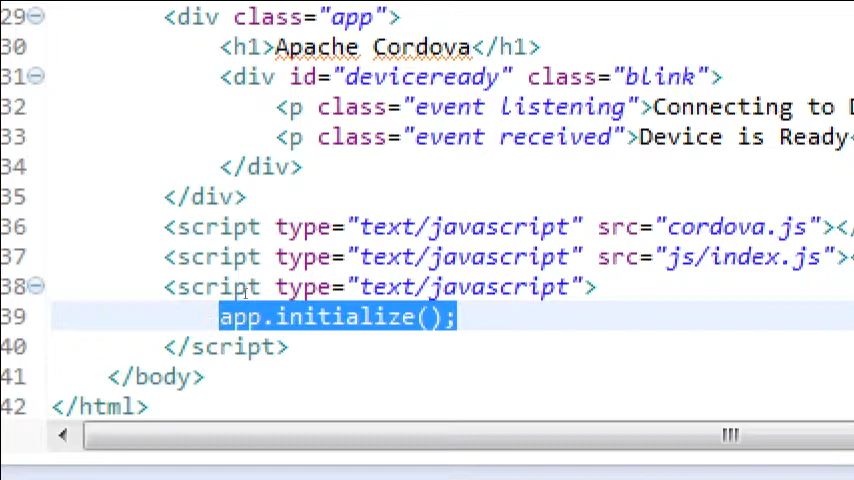 29 <div class="app">
30 <h1>Apache Cordova</h1>
31 <div id="deviceready" class="blink">
32 <p class="event listening">Connecting to
33 <p class="event received">Device is Ready<
34 </div>
35 </div>
36 <script type="text/javascript" src="cordova.js"></
37 <script type="text/javascript" src="js/index.js"><
38 <script type="text/javascript">
39 app.initialize();
40 </script>
41 </body>
42 </html>